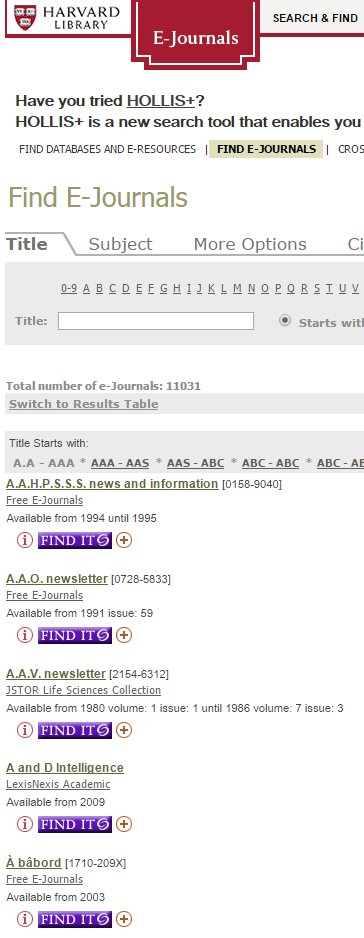 HARVARD
LIBRARY
E-Journals
SEARCH & FIND
Have you tried HOLLIS+?
HOLLIS+ is a new search tool that enables you
FIND DATABASES AND E-RESOURCES | FIND E-JOURNALS | CROS
Find E-Journals
Title Subject More Options Ci
0-9 A B C D E F G H I J K L M N O P Q R S T U V
Title: Starts wit
Total number of e-Journals: 11031
Switch to Results Table
Title Starts with:
A.A - AAA * AAA - AAS * AAS - ABC * ABC - ABC * ABC - AB
A.A.H.P.S.S.S. news and information [0158-9040]
Free E-Journals
Available from 1994 until 1995
i FIND IT +
A.A.O. newsletter [0728-5833]
Free E-Journals
Available from 1991 issue: 59
i FIND IT +
A.A.V. newsletter [2154-6312]
JSTOR Life Sciences Collection
Available from 1980 volume: 1 issue: 1 until 1986 volume: 7 issue: 3
i FIND IT +
A and D Intelligence
LexisNexis Academic
Available from 2009
i FIND IT +
À bâbord [1710-209X]
Free E-Journals
Available from 2003
i FIND IT +